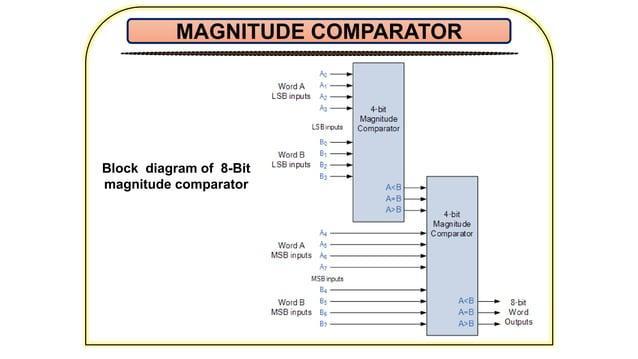 MAGNITUDE COMPARATOR
Block diagram of 8-Bit
magnitude comparator
Word A
LSB inputs
A₀
A₁
A₂
A₃
LSB inputs
Word B
LSB inputs
B₀
B₁
B₂
B₃
4-bit
Magnitude
Comparator
A<B
A=B
A>B
Word A
MSB inputs
A₄
A₅
A₆
A₇
MSB inputs
Word B
MSB inputs
B₄
B₅
B₆
B₇
4-bit
Magnitude
Comparator
A<B
A=B
A>B
8-bit
Word
Outputs